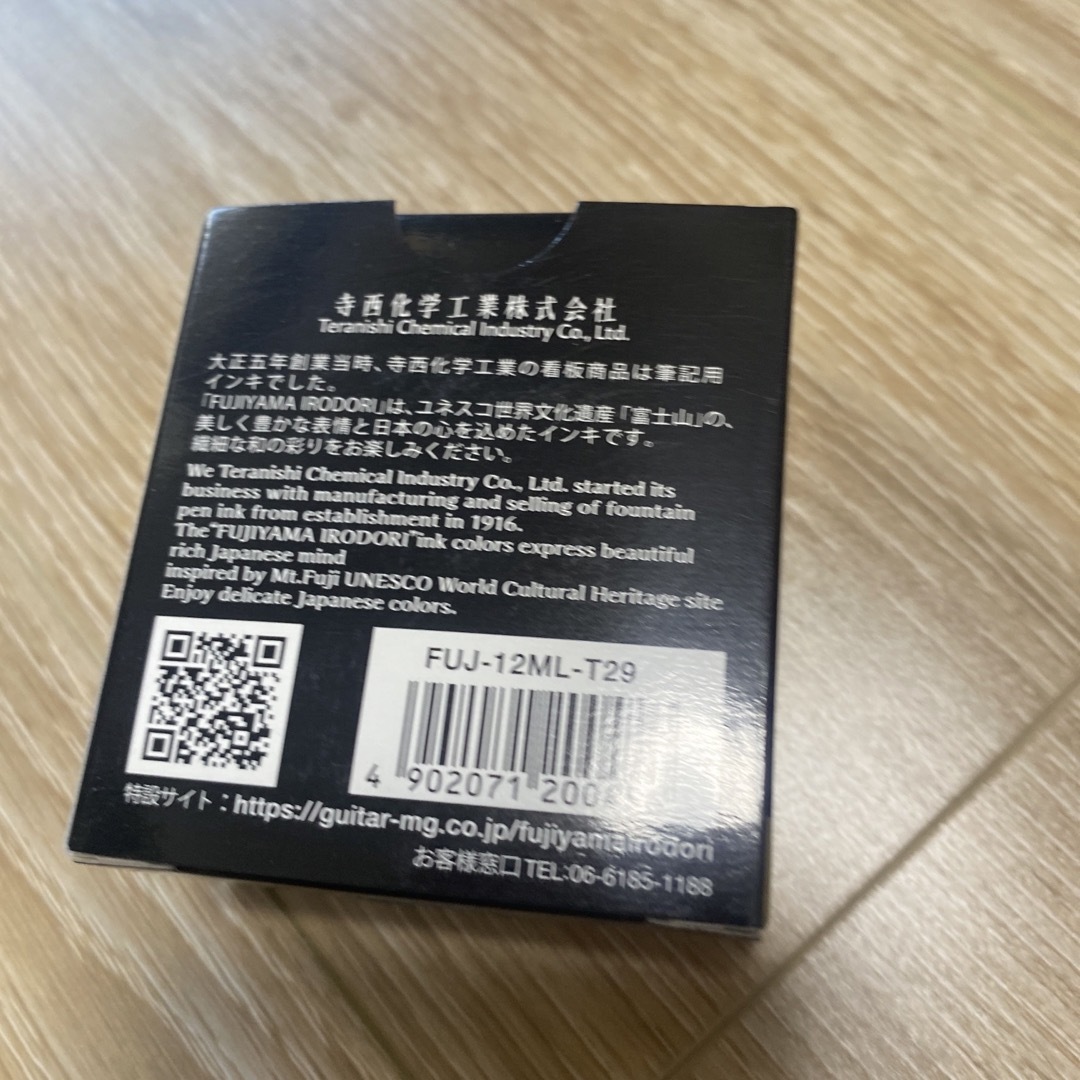 寺西化学工業株式会社
Teranishi Chemical Industry Co., Ltd.
大正五年創業当時、寺西化学工業の看板商品は筆記用
インキでした。
「FUJIYAMA IRODORI」は、ユネスコ世界文化遺産「富士山」の、
美しく豊かな表情と日本の心を込めたインキです。
繊細な和の彩りをお楽しみください。
We Teranishi Chemical Industry Co., Ltd. started its
business with manufacturing and selling of fountain
pen ink from establishment in 1916.
The"FUJIYAMA IRODORI"ink colors express beautiful
rich Japanese mind
inspired by Mt.Fuji UNESCO World Cultural Heritage site
Enjoy delicate Japanese colors.
FUJ-12ML-T29
4 902071 200
特設サイト：https://guitar-mg.co.jp/fujiyamairodori
お客様窓口TEL:06-6185-1188